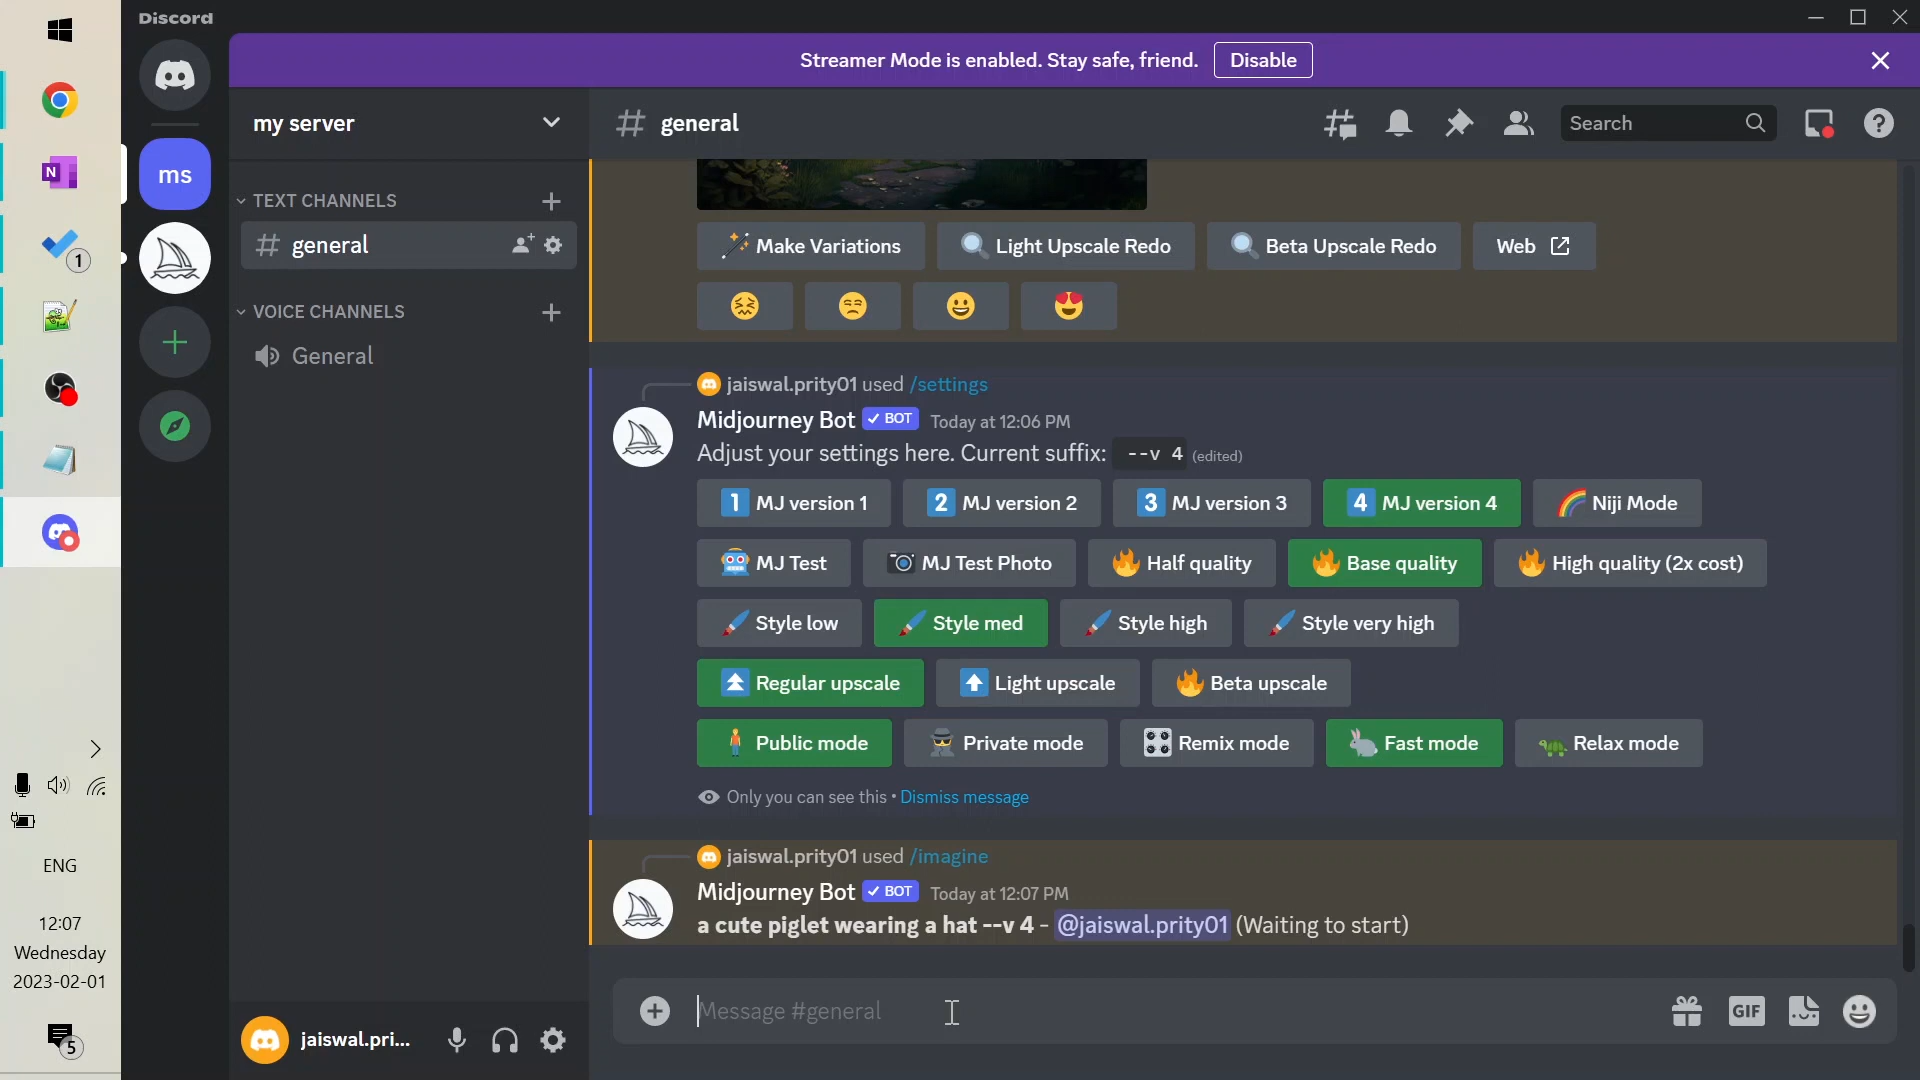 Discord
Streamer Mode is enabled. Stay safe, friend. Disable
my server
# general
Search
TEXT CHANNELS
# general
VOICE CHANNELS
General
ms
N
1
Make Variations Light Upscale Redo Beta Upscale Redo Web
jaiswal.prity01 used /settings
Midjourney Bot ✓ BOT Today at 12:06 PM
Adjust your settings here. Current suffix: --v 4 (edited)
1 MJ version 1 2 MJ version 2 3 MJ version 3 4 MJ version 4 Niji Mode
MJ Test MJ Test Photo Half quality Base quality High quality (2x cost)
Style low Style med Style high Style very high
Regular upscale Light upscale Beta upscale
Public mode Private mode Remix mode Fast mode Relax mode
Only you can see this • Dismiss message
jaiswal.prity01 used /imagine
Midjourney Bot ✓ BOT Today at 12:07 PM
a cute piglet wearing a hat --v 4 - @jaiswal.prity01 (Waiting to start)
Message #general
GIF
jaiswal.pri...
ENG
12:07
Wednesday
2023-02-01
5